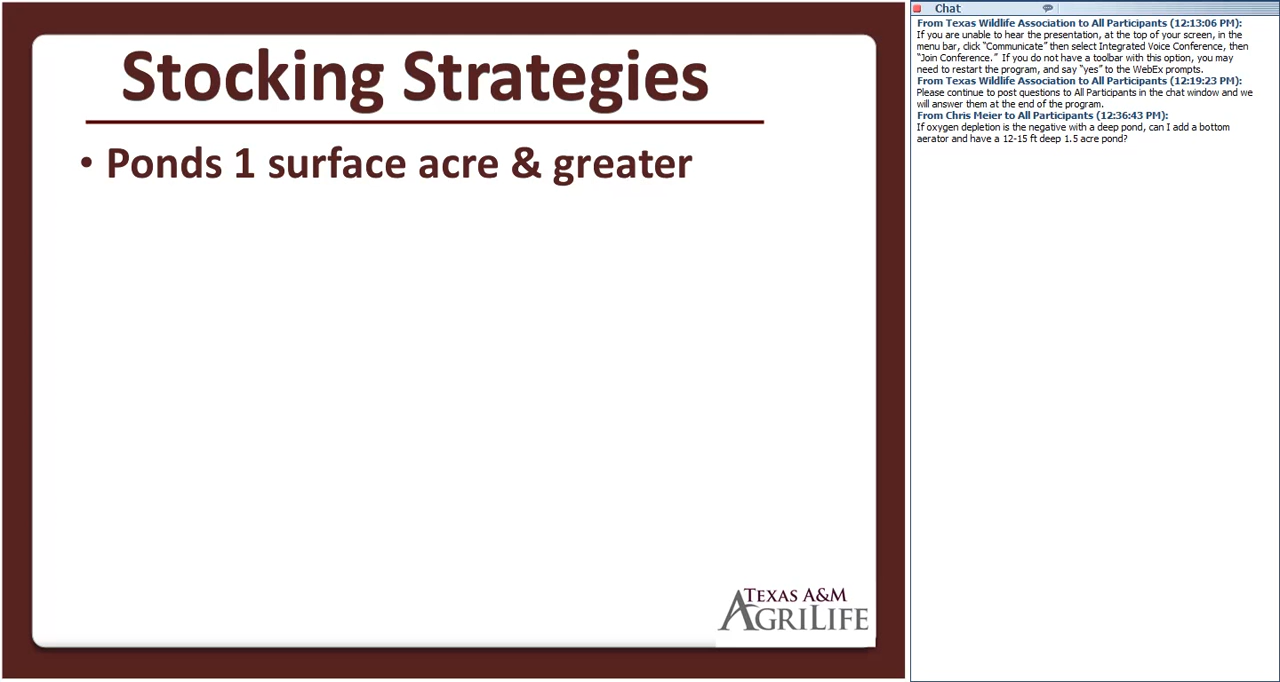 Stocking Strategies
• Ponds 1 surface acre & greater
TEXAS A&M
AGRILIFE
Chat
From Texas Wildlife Association to All Participants (12:13:06 PM):
If you are unable to hear the presentation, at the top of your screen, in the
menu bar, click “Communicate” then select Integrated Voice Conference, then
“Join Conference.”  If you do not have a toolbar with this option, you may
need to restart the program, and say “yes” to the WebEx prompts.
From Texas Wildlife Association to All Participants (12:19:23 PM):
Please continue to post questions to All Participants in the chat window and we
will answer them at the end of the program.
From Chris Meier to All Participants (12:36:43 PM):
If oxygen depletion is the negative with a deep pond, can I add a bottom
aerator and have a 12-15 ft deep 1.5 acre pond?